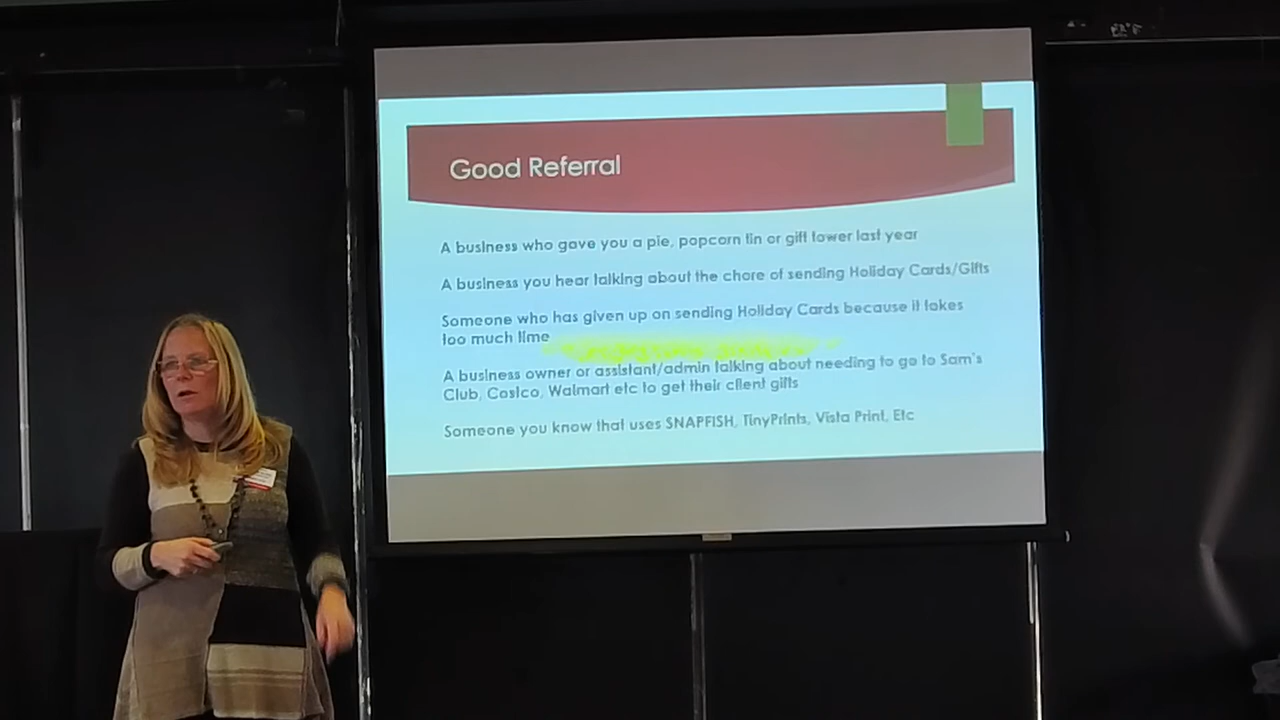 Good Referral
A business who gave you a pie, popcorn tin or gift tower last year
A business you hear talking about the chore of sending Holiday Cards/Gifts
Someone who has given up on sending Holiday Cards because it takes
too much time
A business owner or assistant/admin talking about needing to go to Sam's
Club, Costco, Walmart etc to get their client gifts
Someone you know that uses SNAPFISH, TinyPrints, Vista Print, Etc